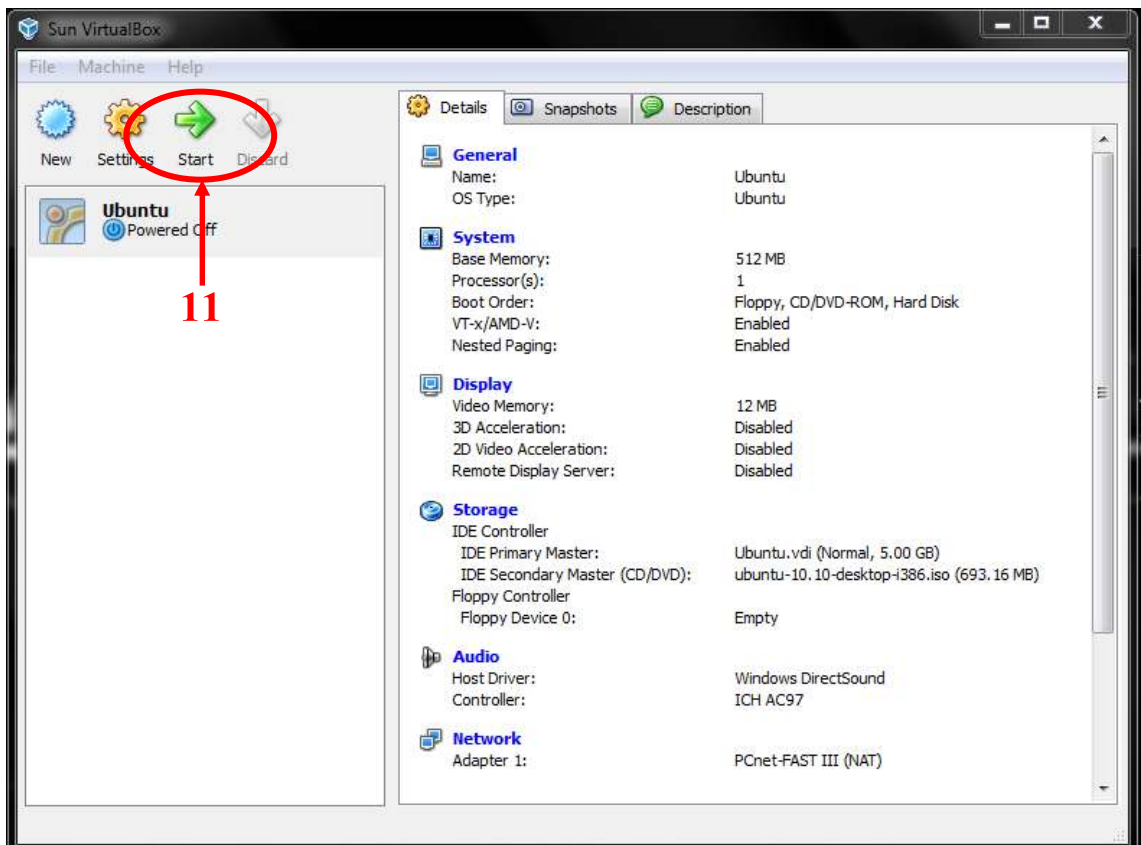 Sun VirtualBox
File Machine Help
New Settings Start Discard
Details Snapshots Description
Ubuntu
Powered Off
11
General
Name: Ubuntu
OS Type: Ubuntu
System
Base Memory: 512 MB
Processor(s): 1
Boot Order: Floppy, CD/DVD-ROM, Hard Disk
VT-x/AMD-V: Enabled
Nested Paging: Enabled
Display
Video Memory: 12 MB
3D Acceleration: Disabled
2D Video Acceleration: Disabled
Remote Display Server: Disabled
Storage
IDE Controller
IDE Primary Master: Ubuntu.vdi (Normal, 5.00 GB)
IDE Secondary Master (CD/DVD): ubuntu-10.10-desktop-i386.iso (693.16 MB)
Floppy Controller
Floppy Device 0: Empty
Audio
Host Driver: Windows DirectSound
Controller: ICH AC97
Network
Adapter 1: PCnet-FAST III (NAT)